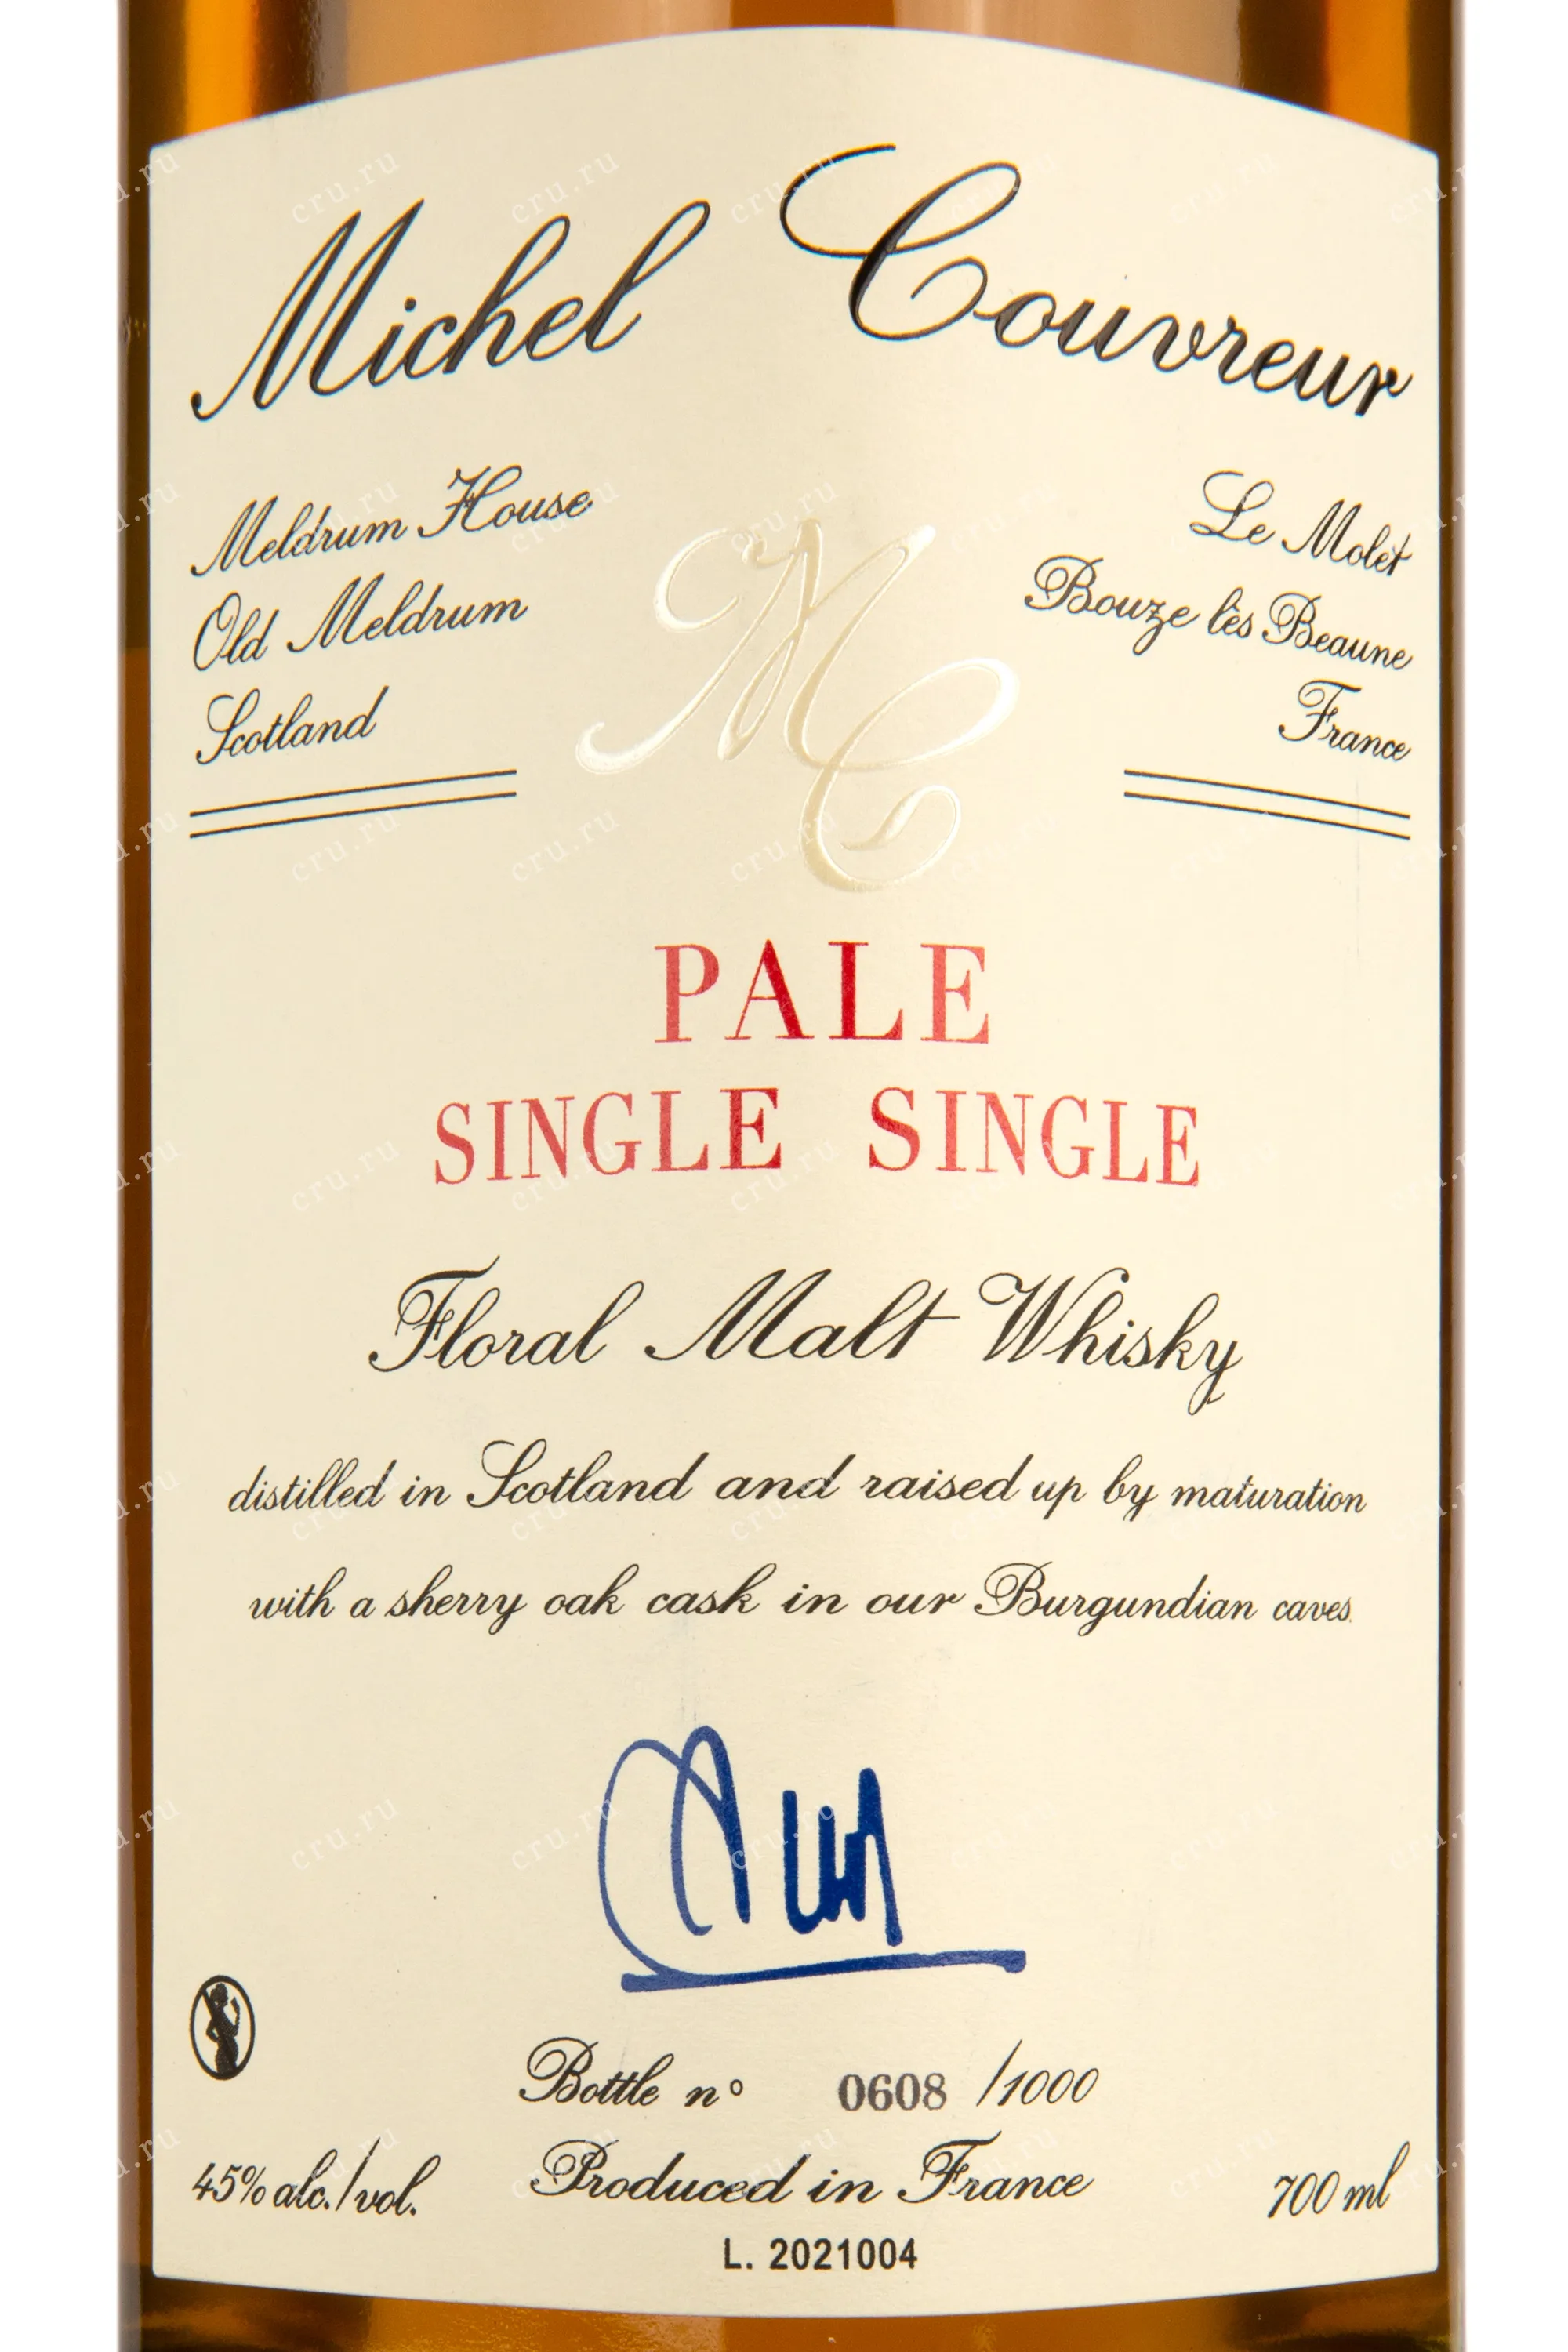 Michel Couvreur
Meldrum House
Old Meldrum
Scotland
Le Molet
Bouze lès Beaune
France
MC
PALE
SINGLE SINGLE
Floral Malt Whisky
distilled in Scotland and raised up by maturation
with a sherry oak cask in our Burgundian caves.
Bottle n° 0608 /1000
45% alc./vol. Produced in France 700 ml
L. 2021004
cru.ru